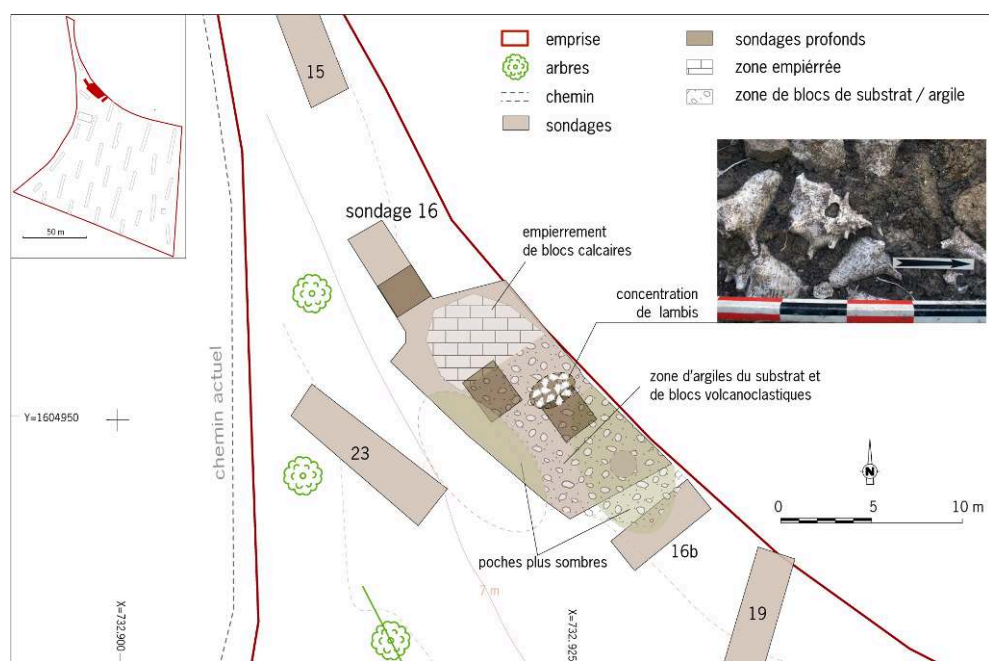 50 m
emprise
arbres
chemin
sondages
sondages profonds
zone empiérrée
zone de blocs de substrat / argile
15
sondage 16
empierrement
de blocs calcaires
concentration
de lambis
zone d'argiles du substrat et
de blocs volcanoclastiques
Y=1604950
chemin actuel
23
N
0 5 10 m
poches plus sombres
16b
7 m
19
X=732.900
X=732.925